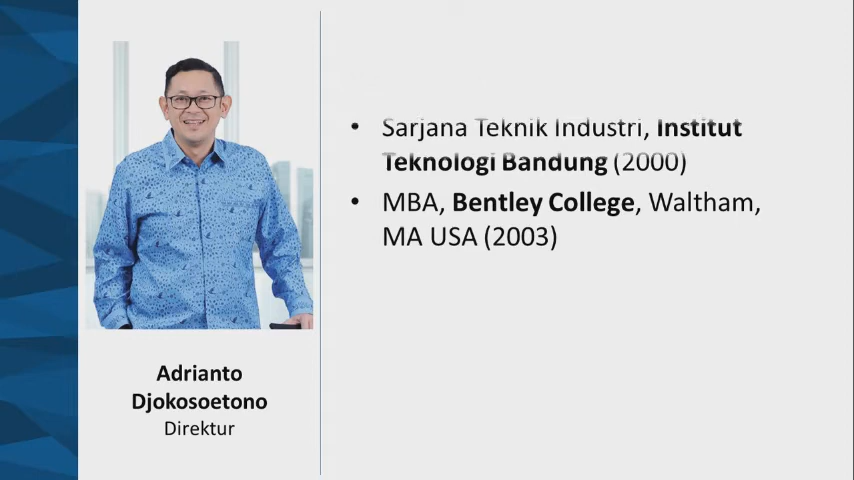 Adrianto
Djokosoetono
Direktur
• Sarjana Teknik Industri, Institut
Teknologi Bandung (2000)
• MBA, Bentley College, Waltham,
MA USA (2003)